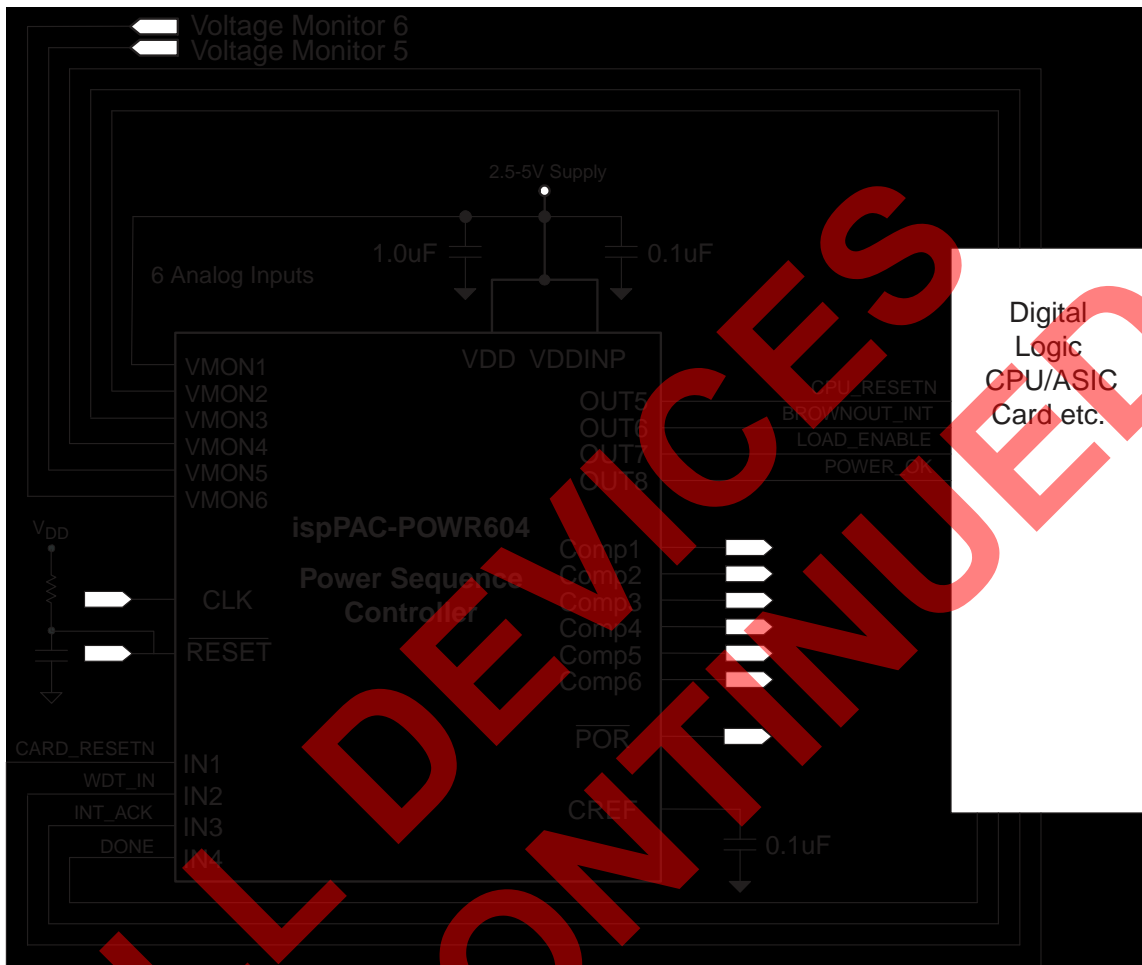 Voltage Monitor 6
Voltage Monitor 5
2.5-5V Supply
1.0uF
0.1uF
6 Analog Inputs
Digital
Logic
CPU/ASIC
Card etc.
VDD VDDINP
VMON1
VMON2
VMON3
VMON4
VMON5
VMON6
OUT5
OUT6
OUT7
OUT8
CPU_RESETN
BROWNOUT_INT
LOAD_ENABLE
POWER_OK
ispPAC-POWR604
Power Sequence
Controller
VDD
CLK
RESET
Comp1
Comp2
Comp3
Comp4
Comp5
Comp6
POR
CARD_RESETN
WDT_IN
INT_ACK
DONE
IN1
IN2
IN3
IN4
CREF
0.1uF
DEVICES